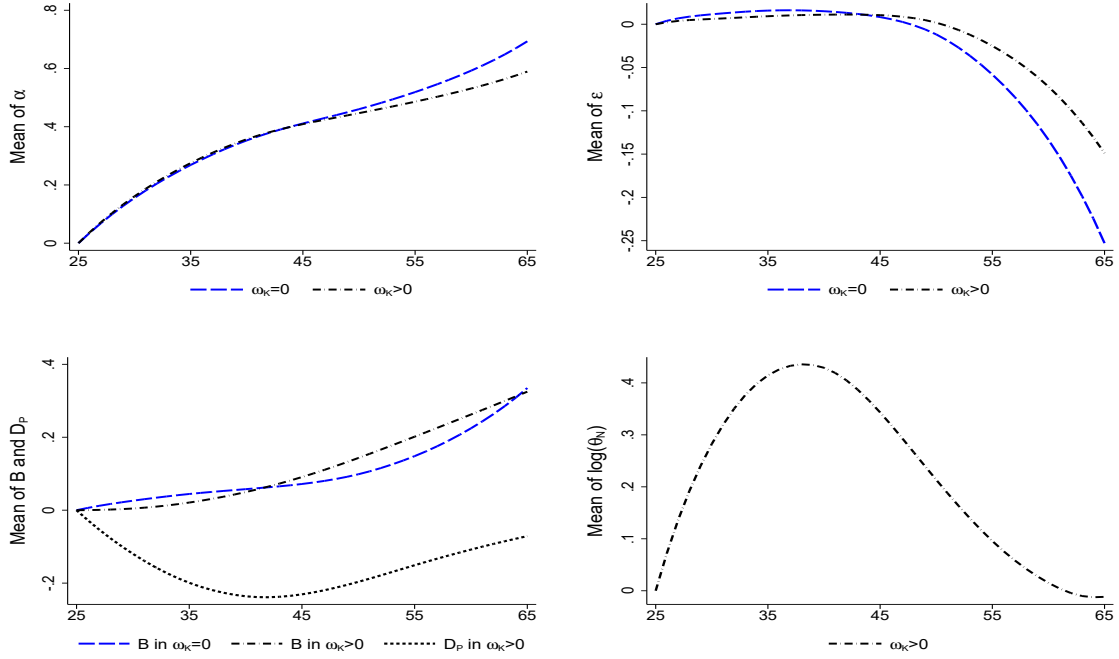 Mean of α
.8
.6
.4
.2
0
25 35 45 55 65
ωK=0 ωK>0
Mean of ε
0
-.05
-.1
-.15
-.2
-.25
25 35 45 55 65
ωK=0 ωK>0
Mean of B and DP
.4
.2
0
-.2
25 35 45 55 65
B in ωK=0 B in ωK>0 DP in ωK>0
Mean of log(θN)
.4
.3
.2
.1
0
25 35 45 55 65
ωK>0